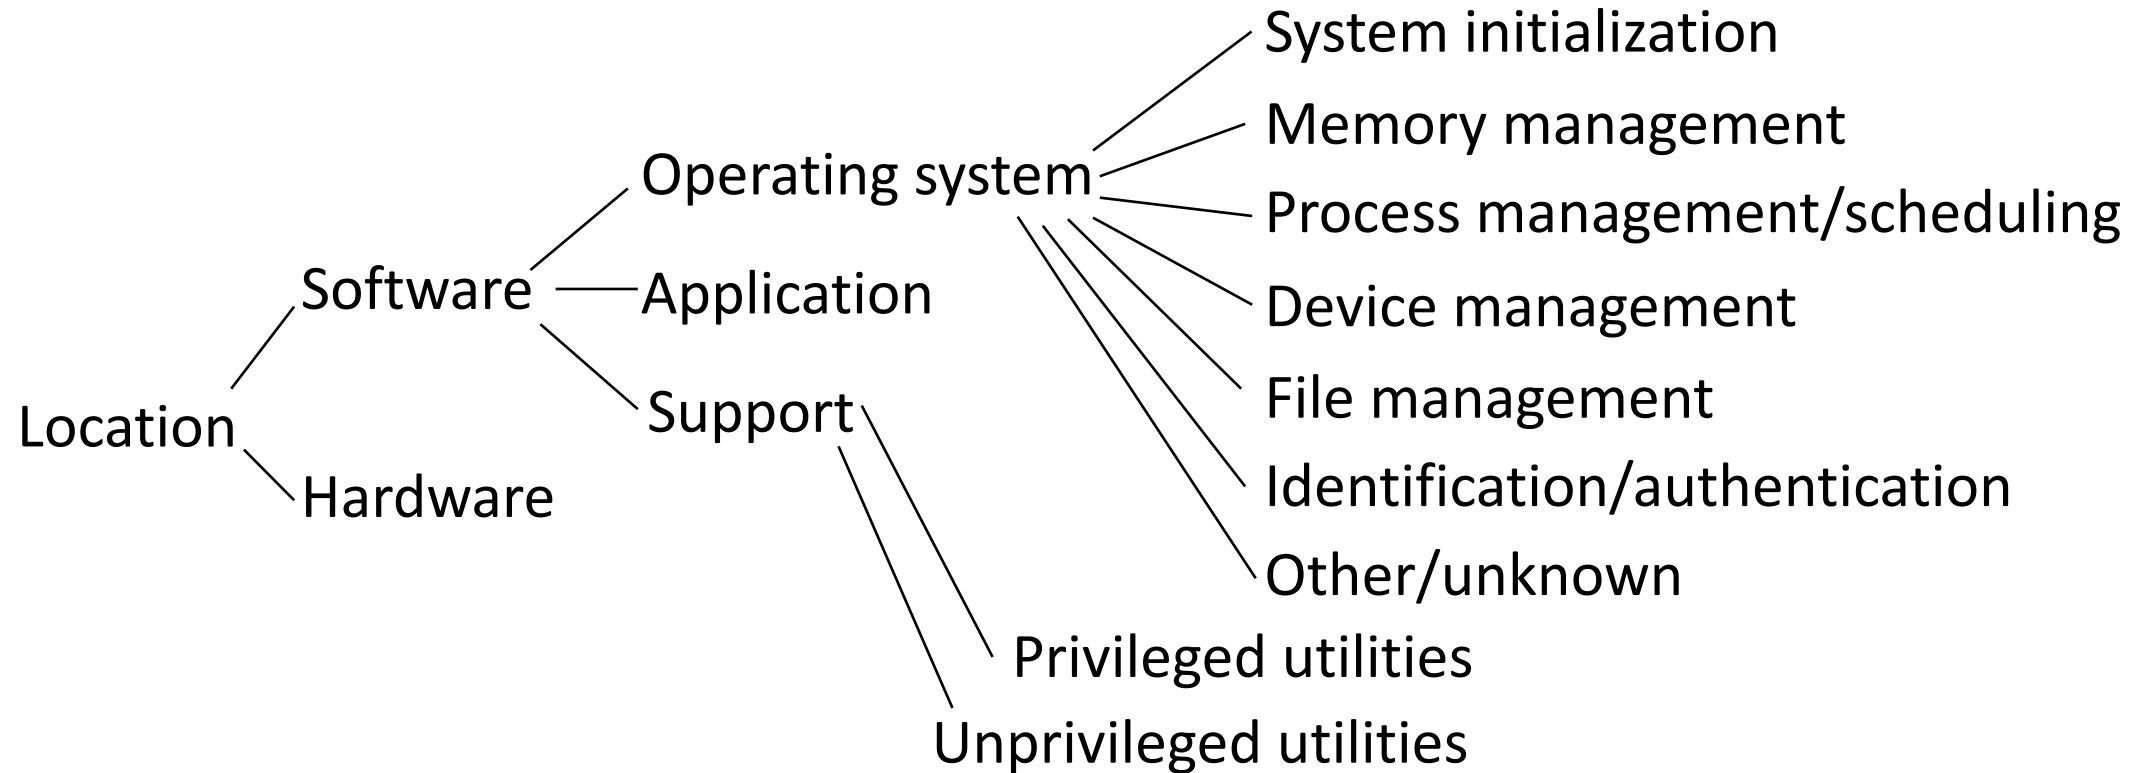 System initialization
Memory management
Operating system
Process management/scheduling
Software
Application
Device management
Support
File management
Location
Hardware
Identification/authentication
Other/unknown
Privileged utilities
Unprivileged utilities